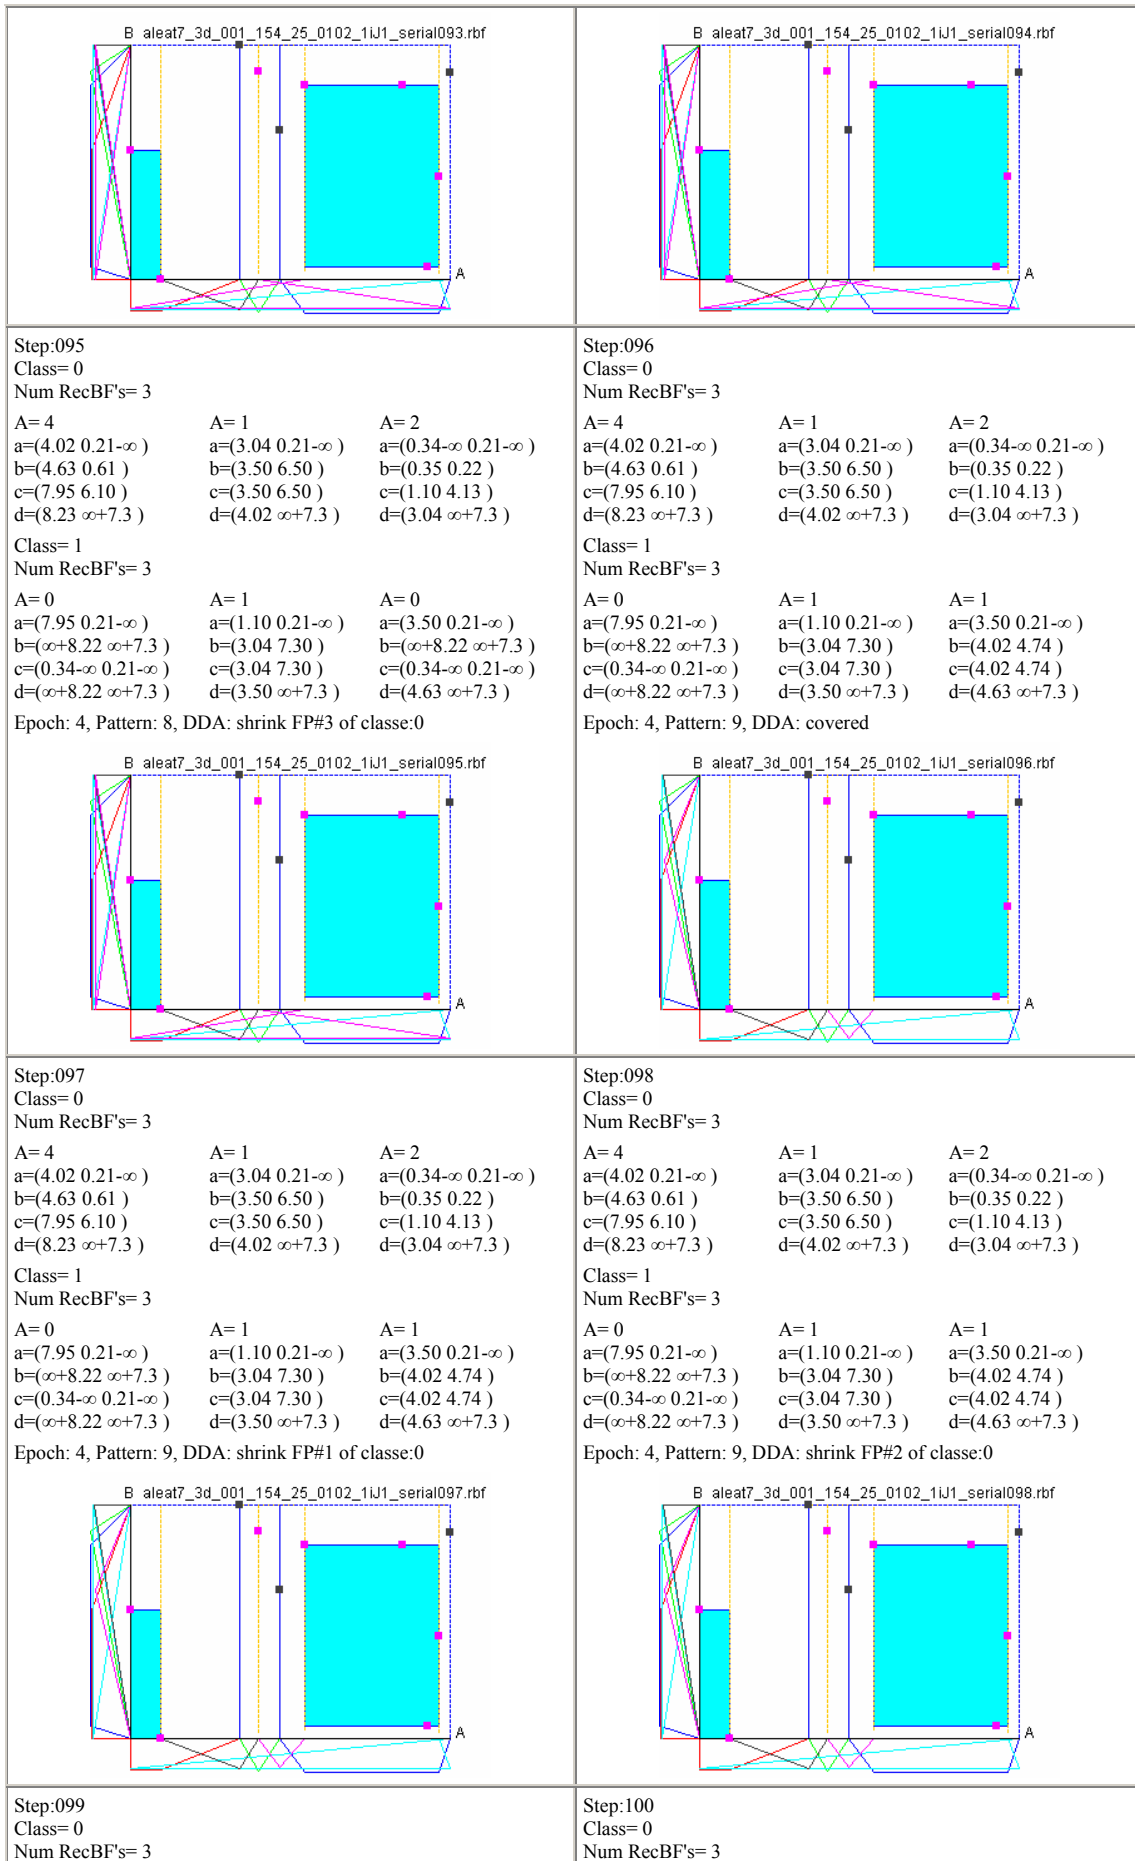 B aleat7_3d_001_154_25_0102_1iJ1_serial093.rbf
A
B aleat7_3d_001_154_25_0102_1iJ1_serial094.rbf
A
Step:095
Class= 0
Num RecBF's= 3
A= 4 A= 1 A= 2
a=(4.02 0.21-∞ ) a=(3.04 0.21-∞ ) a=(0.34-∞ 0.21-∞ )
b=(4.63 0.61 ) b=(3.50 6.50 ) b=(0.35 0.22 )
c=(7.95 6.10 ) c=(3.50 6.50 ) c=(1.10 4.13 )
d=(8.23 ∞+7.3 ) d=(4.02 ∞+7.3 ) d=(3.04 ∞+7.3 )
Class= 1
Num RecBF's= 3
A= 0 A= 1 A= 0
a=(7.95 0.21-∞ ) a=(1.10 0.21-∞ ) a=(3.50 0.21-∞ )
b=(∞+8.22 ∞+7.3 ) b=(3.04 7.30 ) b=(∞+8.22 ∞+7.3 )
c=(0.34-∞ 0.21-∞ ) c=(3.04 7.30 ) c=(0.34-∞ 0.21-∞ )
d=(∞+8.22 ∞+7.3 ) d=(3.50 ∞+7.3 ) d=(4.63 ∞+7.3 )
Epoch: 4, Pattern: 8, DDA: shrink FP#3 of classe:0
B aleat7_3d_001_154_25_0102_1iJ1_serial095.rbf
A
Step:096
Class= 0
Num RecBF's= 3
A= 4 A= 1 A= 2
a=(4.02 0.21-∞ ) a=(3.04 0.21-∞ ) a=(0.34-∞ 0.21-∞ )
b=(4.63 0.61 ) b=(3.50 6.50 ) b=(0.35 0.22 )
c=(7.95 6.10 ) c=(3.50 6.50 ) c=(1.10 4.13 )
d=(8.23 ∞+7.3 ) d=(4.02 ∞+7.3 ) d=(3.04 ∞+7.3 )
Class= 1
Num RecBF's= 3
A= 0 A= 1 A= 1
a=(7.95 0.21-∞ ) a=(1.10 0.21-∞ ) a=(3.50 0.21-∞ )
b=(∞+8.22 ∞+7.3 ) b=(3.04 7.30 ) b=(4.02 4.74 )
c=(0.34-∞ 0.21-∞ ) c=(3.04 7.30 ) c=(4.02 4.74 )
d=(∞+8.22 ∞+7.3 ) d=(3.50 ∞+7.3 ) d=(4.63 ∞+7.3 )
Epoch: 4, Pattern: 9, DDA: covered
B aleat7_3d_001_154_25_0102_1iJ1_serial096.rbf
A
Step:097
Class= 0
Num RecBF's= 3
A= 4 A= 1 A= 2
a=(4.02 0.21-∞ ) a=(3.04 0.21-∞ ) a=(0.34-∞ 0.21-∞ )
b=(4.63 0.61 ) b=(3.50 6.50 ) b=(0.35 0.22 )
c=(7.95 6.10 ) c=(3.50 6.50 ) c=(1.10 4.13 )
d=(8.23 ∞+7.3 ) d=(4.02 ∞+7.3 ) d=(3.04 ∞+7.3 )
Class= 1
Num RecBF's= 3
A= 0 A= 1 A= 1
a=(7.95 0.21-∞ ) a=(1.10 0.21-∞ ) a=(3.50 0.21-∞ )
b=(∞+8.22 ∞+7.3 ) b=(3.04 7.30 ) b=(4.02 4.74 )
c=(0.34-∞ 0.21-∞ ) c=(3.04 7.30 ) c=(4.02 4.74 )
d=(∞+8.22 ∞+7.3 ) d=(3.50 ∞+7.3 ) d=(4.63 ∞+7.3 )
Epoch: 4, Pattern: 9, DDA: shrink FP#1 of classe:0
B aleat7_3d_001_154_25_0102_1iJ1_serial097.rbf
A
Step:098
Class= 0
Num RecBF's= 3
A= 4 A= 1 A= 2
a=(4.02 0.21-∞ ) a=(3.04 0.21-∞ ) a=(0.34-∞ 0.21-∞ )
b=(4.63 0.61 ) b=(3.50 6.50 ) b=(0.35 0.22 )
c=(7.95 6.10 ) c=(3.50 6.50 ) c=(1.10 4.13 )
d=(8.23 ∞+7.3 ) d=(4.02 ∞+7.3 ) d=(3.04 ∞+7.3 )
Class= 1
Num RecBF's= 3
A= 0 A= 1 A= 1
a=(7.95 0.21-∞ ) a=(1.10 0.21-∞ ) a=(3.50 0.21-∞ )
b=(∞+8.22 ∞+7.3 ) b=(3.04 7.30 ) b=(4.02 4.74 )
c=(0.34-∞ 0.21-∞ ) c=(3.04 7.30 ) c=(4.02 4.74 )
d=(∞+8.22 ∞+7.3 ) d=(3.50 ∞+7.3 ) d=(4.63 ∞+7.3 )
Epoch: 4, Pattern: 9, DDA: shrink FP#2 of classe:0
B aleat7_3d_001_154_25_0102_1iJ1_serial098.rbf
A
Step:099
Class= 0
Num RecBF's= 3
Step:100
Class= 0
Num RecBF's= 3